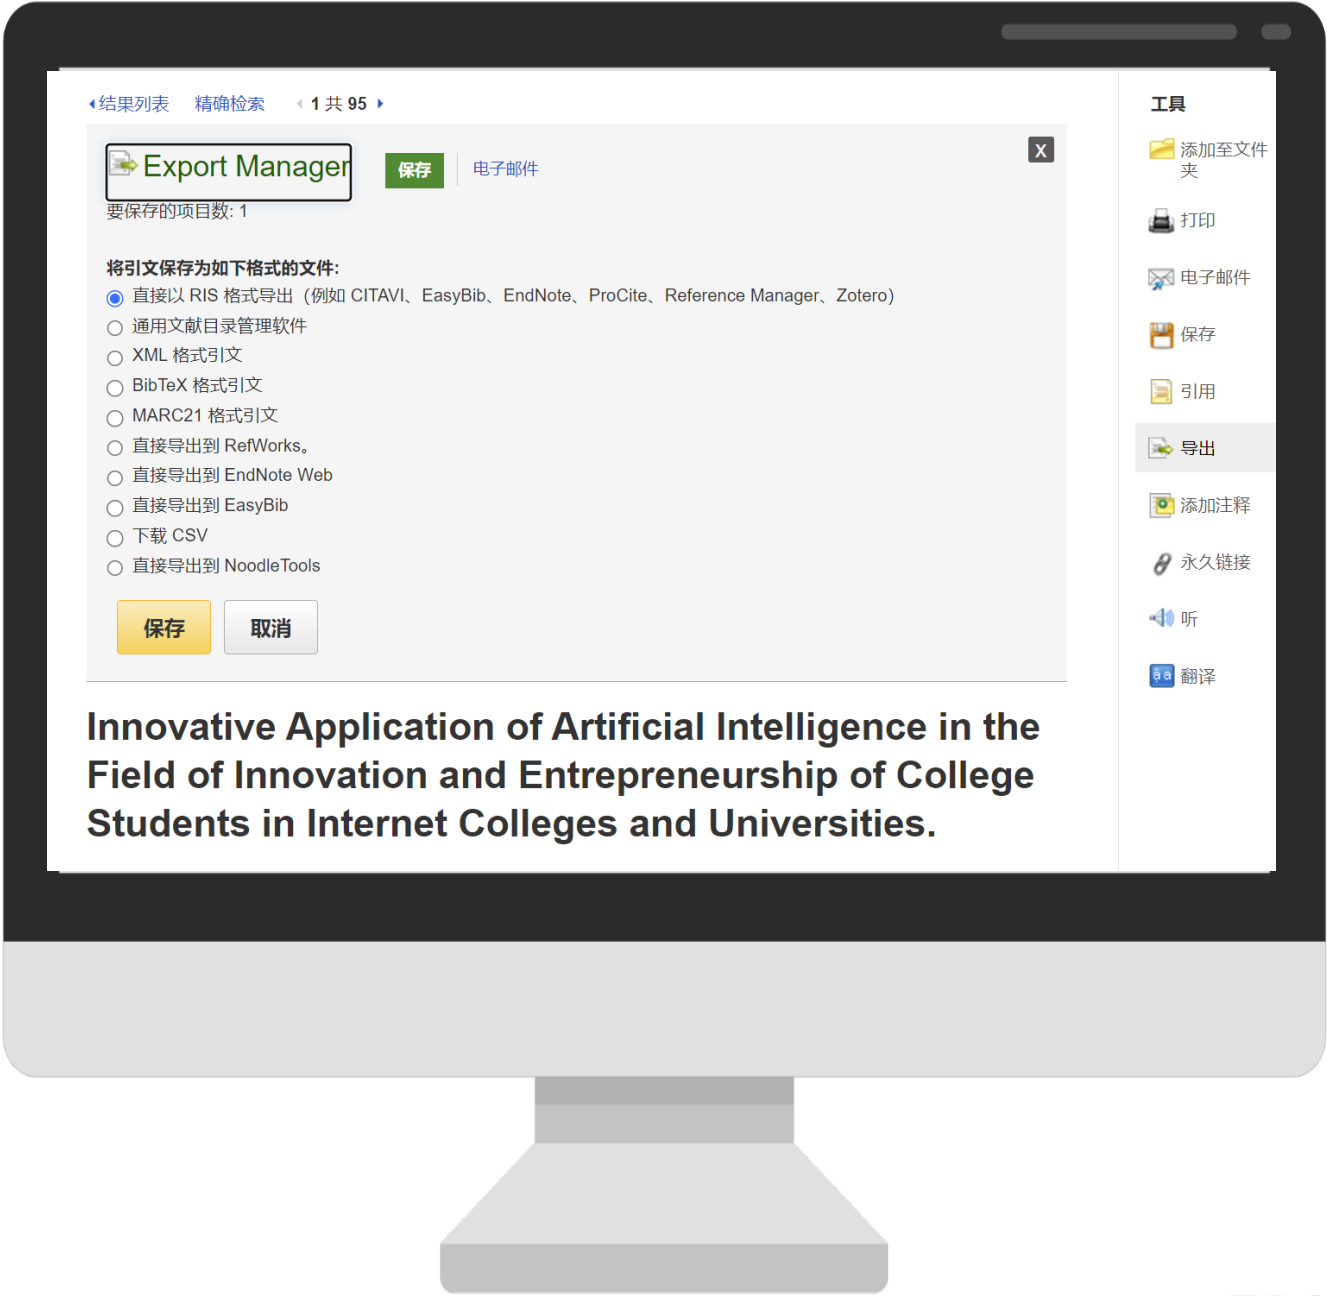 结果列表 精确检索 1 共 95
Export Manager 保存 电子邮件 X
要保存的项目数: 1
将引文保存为如下格式的文件:
直接以 RIS 格式导出（例如 CITAVI、EasyBib、EndNote、ProCite、Reference Manager、Zotero）
通用文献目录管理软件
XML 格式引文
BibTeX 格式引文
MARC21 格式引文
直接导出到 RefWorks。
直接导出到 EndNote Web
直接导出到 EasyBib
下载 CSV
直接导出到 NoodleTools
保存 取消
Innovative Application of Artificial Intelligence in the
Field of Innovation and Entrepreneurship of College
Students in Internet Colleges and Universities.
工具
添加至文件
夹
打印
电子邮件
保存
引用
导出
添加注释
永久链接
听
翻译